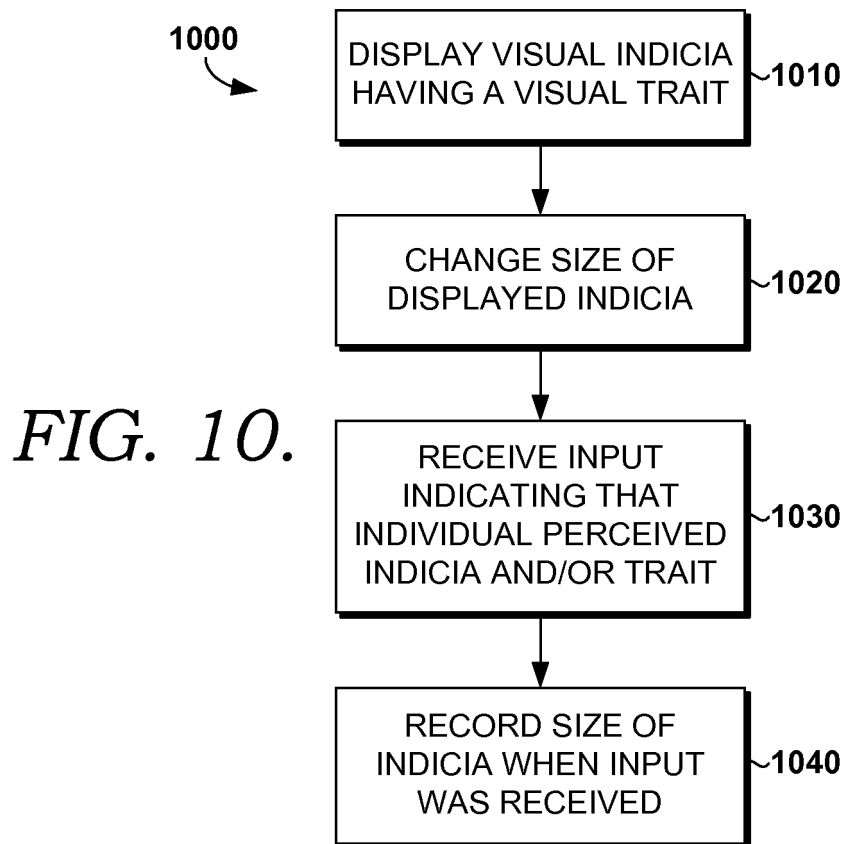 1000
DISPLAY VISUAL INDICIA
HAVING A VISUAL TRAIT
1010
CHANGE SIZE OF
DISPLAYED INDICIA
1020
FIG. 10.
RECEIVE INPUT
INDICATING THAT
INDIVIDUAL PERCEIVED
INDICIA AND/OR TRAIT
1030
RECORD SIZE OF
INDICIA WHEN INPUT
WAS RECEIVED
1040